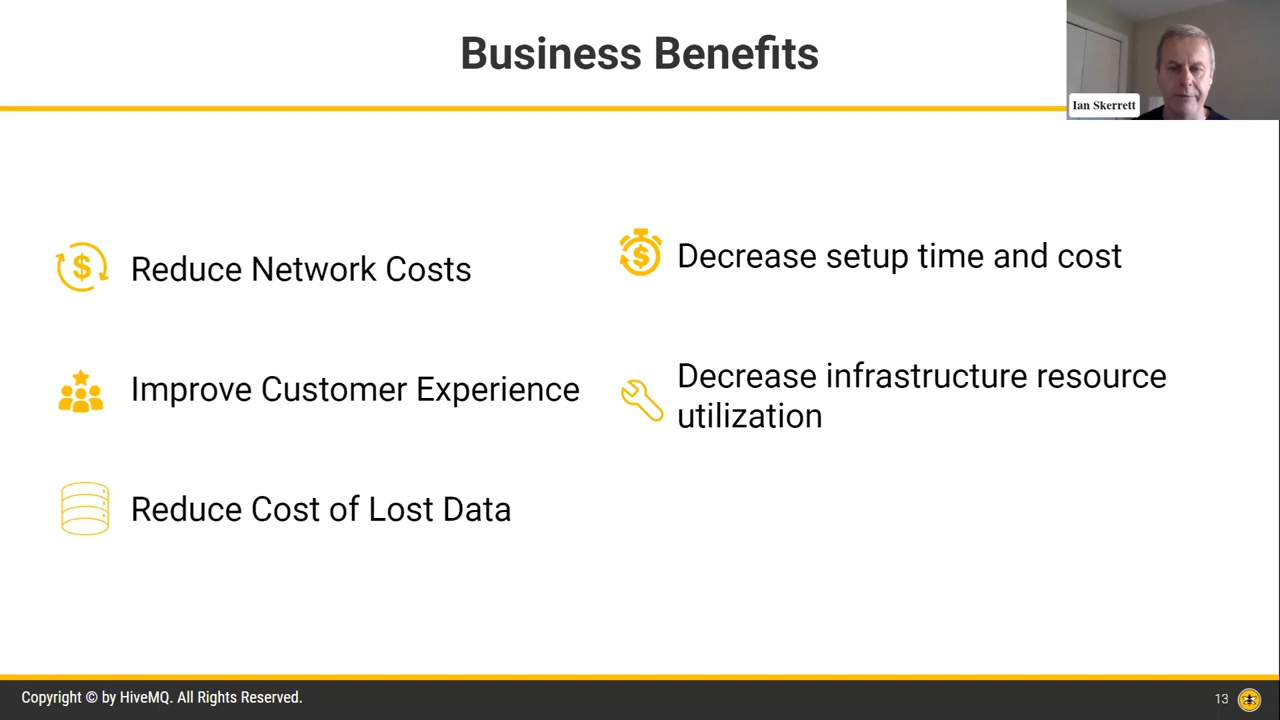 Business Benefits
Ian Skerrett
Reduce Network Costs
Improve Customer Experience
Reduce Cost of Lost Data
Decrease setup time and cost
Decrease infrastructure resource
utilization
Copyright © by HiveMQ. All Rights Reserved.
13